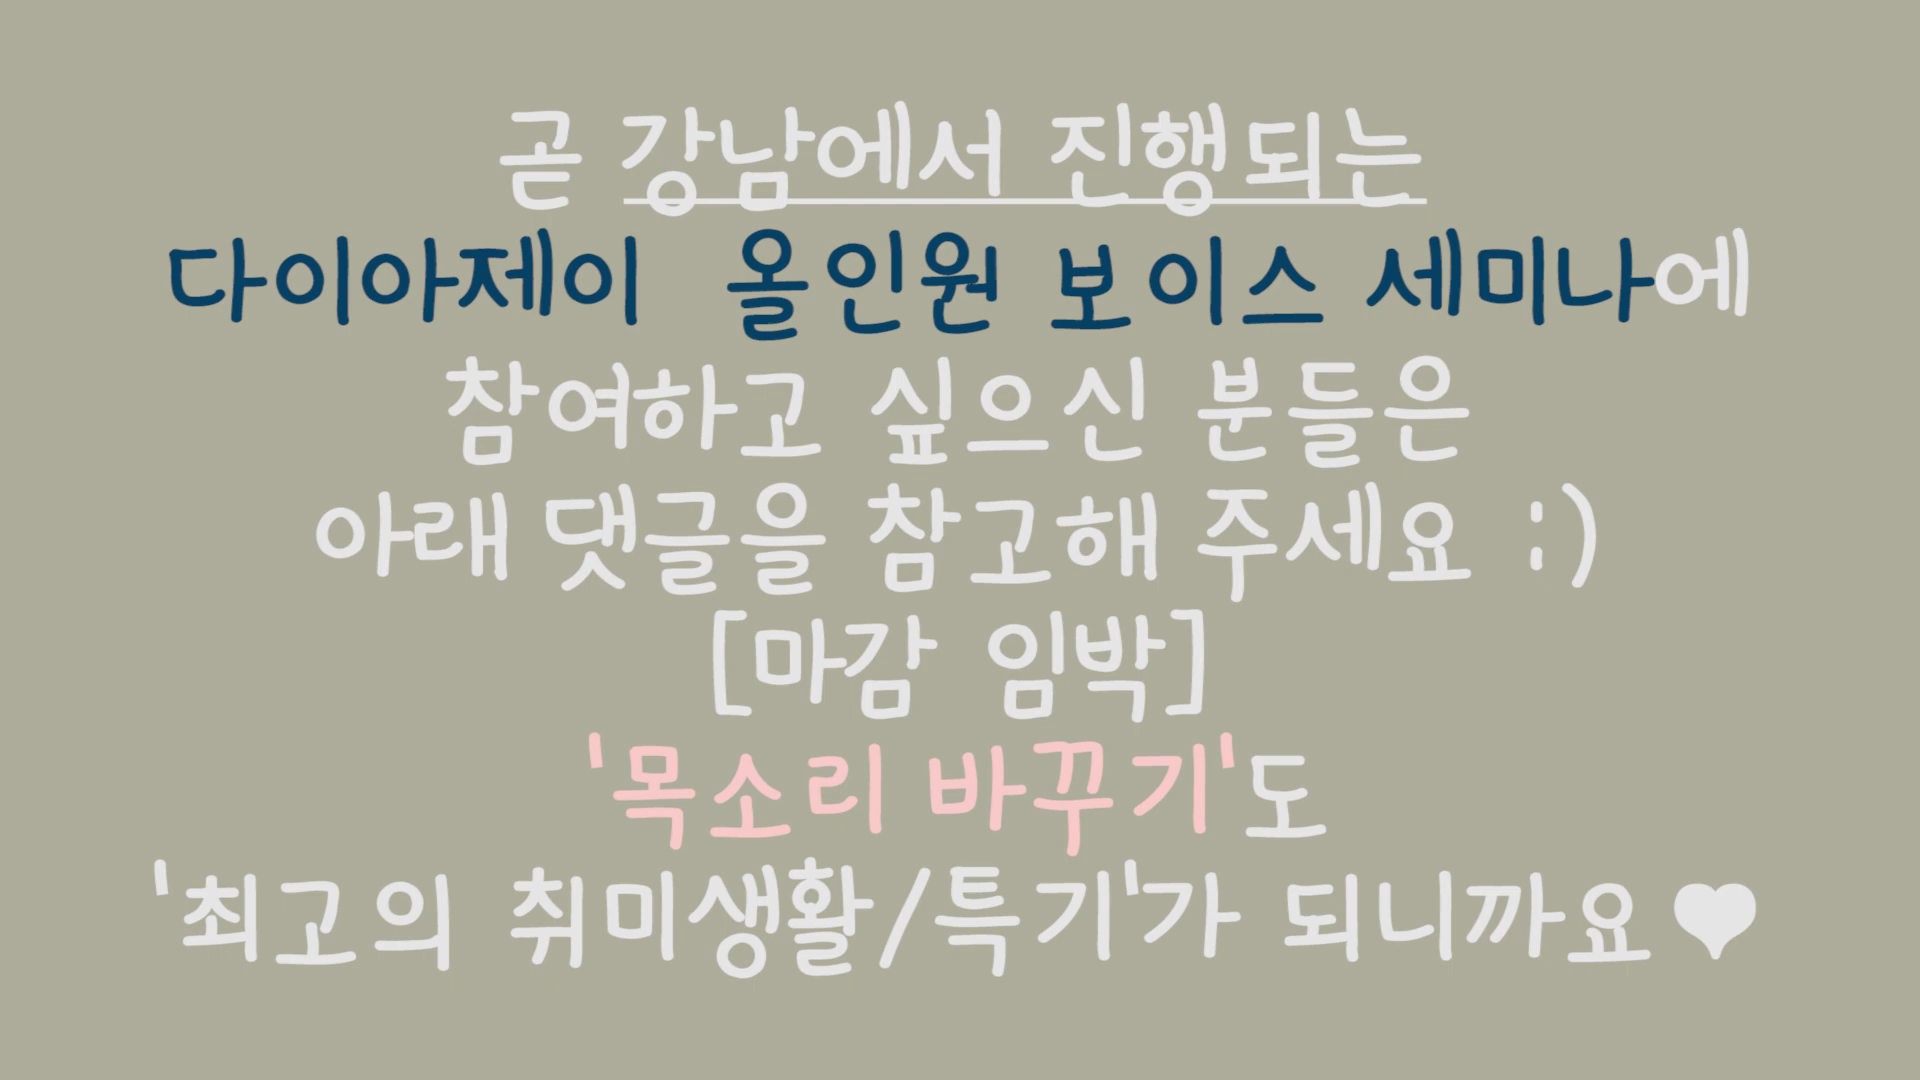 곧 강남에서 진행되는
다이아제이 올인원 보이스 세미나에
참여하고 싶으신 분들은
아래 댓글을 참고해 주세요 :)
[마감 임박]
'목소리 바꾸기'도
'최고의 취미생활/특기'가 되니까요♥